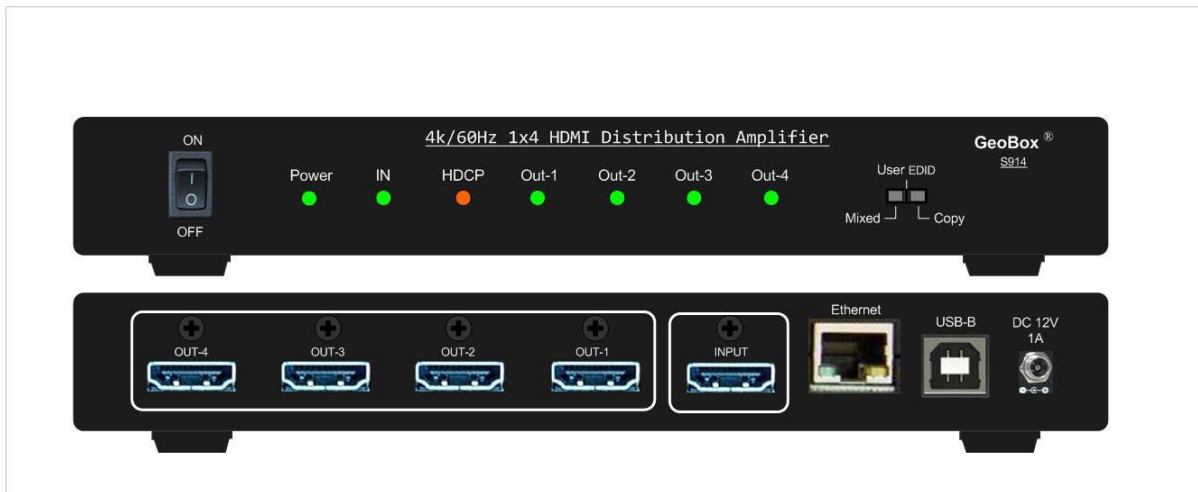 4k/60Hz 1x4 HDMI Distribution Amplifier
GeoBox ®
S914
ON
I
O
OFF
Power IN HDCP Out-1 Out-2 Out-3 Out-4
User EDID
Mixed Copy
OUT-4 OUT-3 OUT-2 OUT-1 INPUT
Ethernet
USB-B
DC 12V
1A